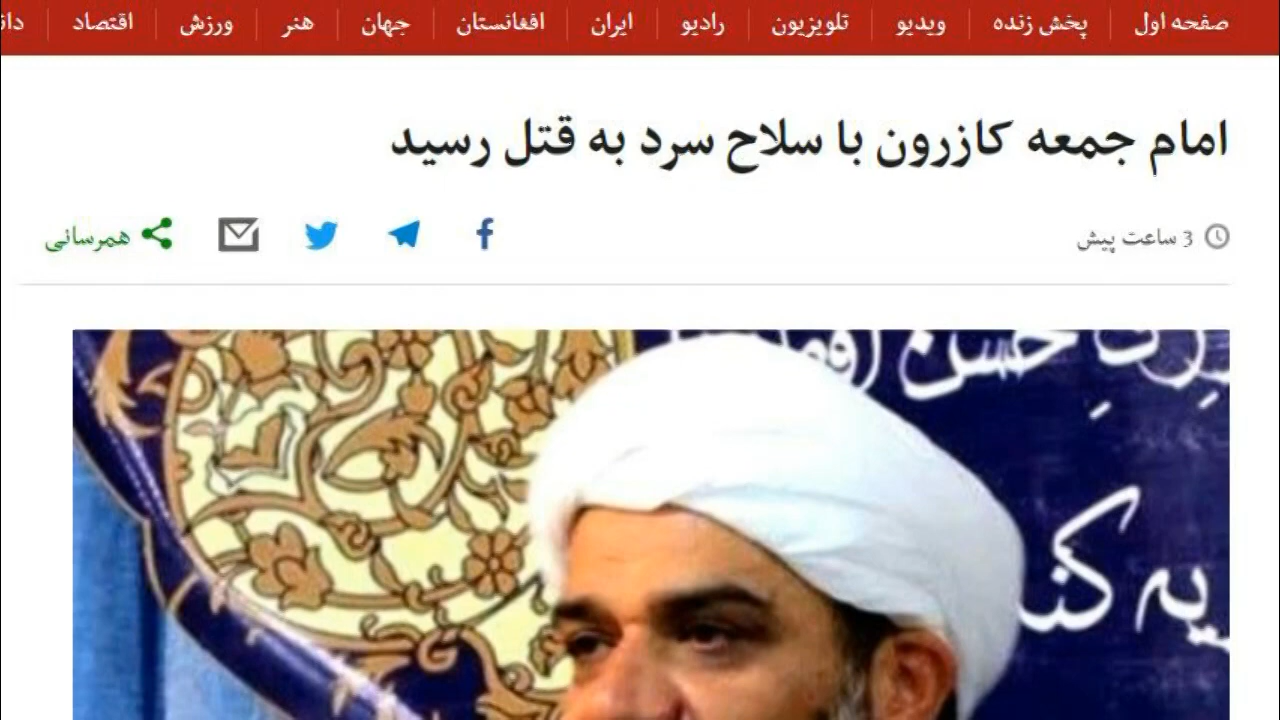 صفحه اول پخش زنده ویدیو تلویزیون رادیو ایران افغانستان جهان هنر ورزش اقتصاد
امام جمعه کازرون با سلاح سرد به قتل رسید
3 ساعت پیش همرسانی